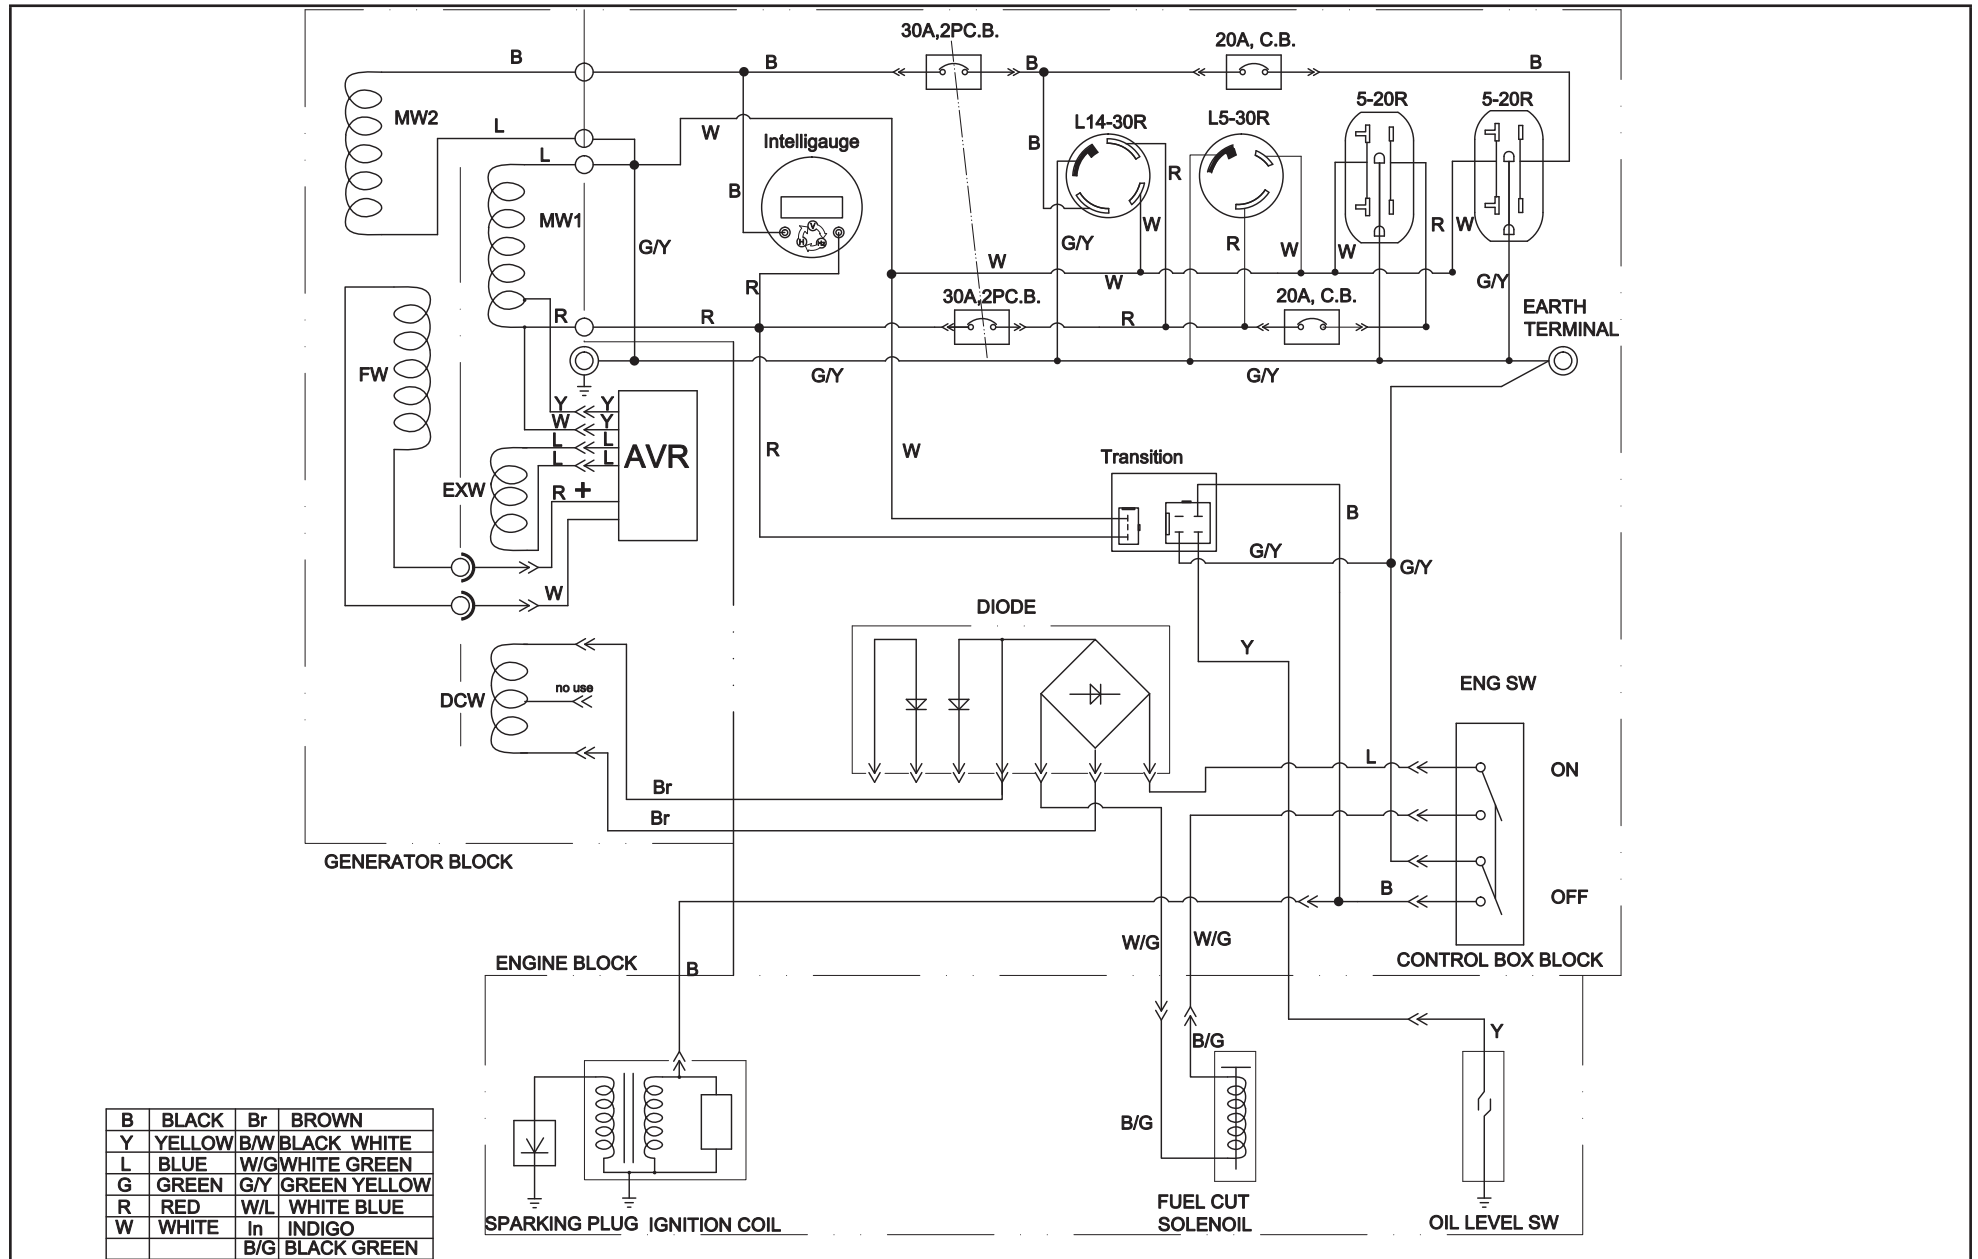 30A,2PC.B.
20A, C.B.
B
B
B
B
5-20R
5-20R
MW2
L14-30R
L5-30R
L
W
Intelligauge
B
L
R
B
V
H
Hz
MW1
G/Y
G/Y
W
R
W
W
R
W
W
W
G/Y
R
30A,2PC.B.
20A, C.B.
EARTH
TERMINAL
R
R
R
FW
G/Y
G/Y
Y
Y
W
Y
L
L
L
L
AVR
R
W
Transition
EXW
R
+
B
G/Y
G/Y
W
DIODE
Y
ENG SW
no use
DCW
L
ON
Br
Br
GENERATOR BLOCK
B
OFF
W/G
W/G
ENGINE BLOCK
B
CONTROL BOX BLOCK
Y
B/G
B/G
FUEL CUT
SOLENOIL
SPARKING PLUG
IGNITION COIL
OIL LEVEL SW
B BLACK Br BROWN
Y YELLOW B/W BLACK WHITE
L BLUE W/G WHITE GREEN
G GREEN G/Y GREEN YELLOW
R RED W/L WHITE BLUE
W WHITE In INDIGO
B/G BLACK GREEN